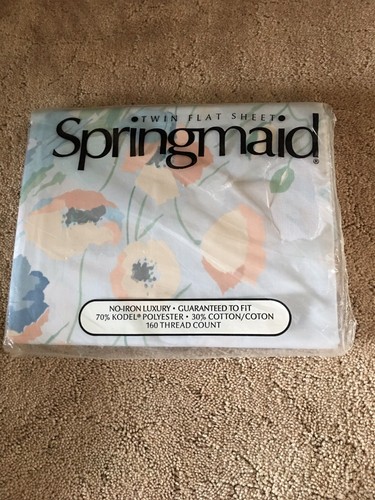 TWIN FLAT SHEET
Springmaid®
NO-IRON LUXURY • GUARANTEED TO FIT
70% KODEL® POLYESTER • 30% COTTON/COTON
160 THREAD COUNT